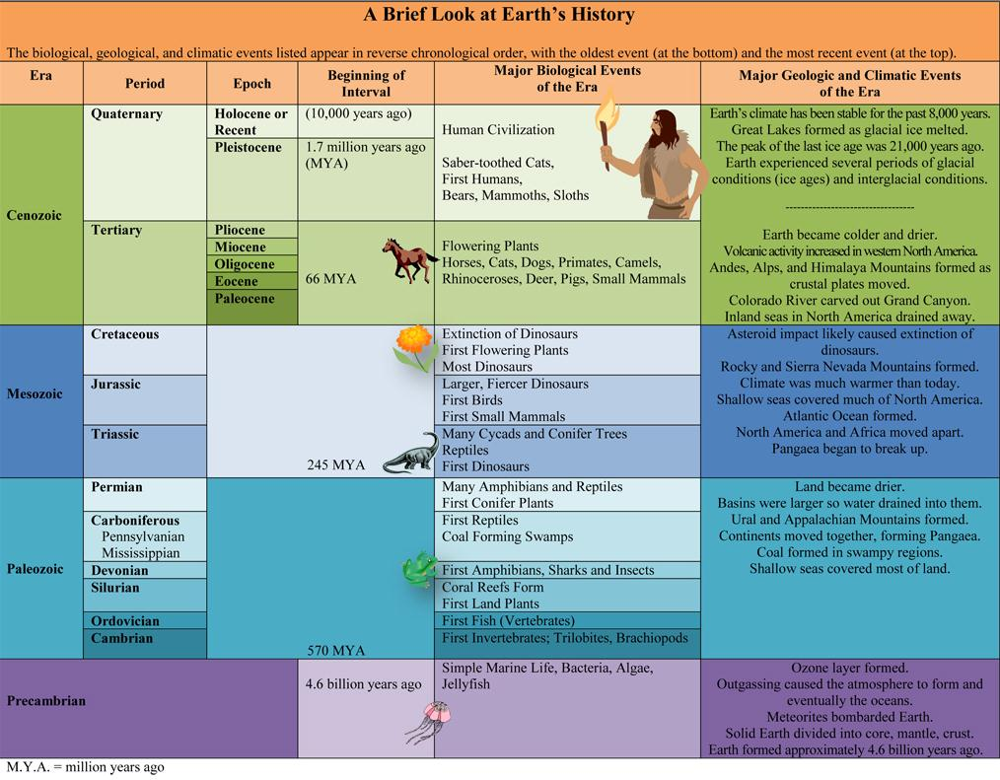 A Brief Look at Earth's History
The biological, geological, and climatic events listed appear in reverse chronological order, with the oldest event (at the bottom) and the most recent event (at the top).
Era
Period
Epoch
Beginning of
Interval
Major Biological Events
of the Era
Major Geologic and Climatic Events
of the Era
Cenozoic
Quaternary
Holocene or
Recent
(10,000 years ago)
Human Civilization
Pleistocene
1.7 million years ago
(MYA)
Saber-toothed Cats,
First Humans,
Bears, Mammoths, Sloths
Earth's climate has been stable for the past 8,000 years.
Great Lakes formed as glacial ice melted.
The peak of the last ice age was 21,000 years ago.
Earth experienced several periods of glacial
conditions (ice ages) and interglacial conditions.
----------------------------------
Tertiary
Pliocene
Miocene
Oligocene
Eocene
Paleocene
66 MYA
Flowering Plants
Horses, Cats, Dogs, Primates, Camels,
Rhinoceroses, Deer, Pigs, Small Mammals
Earth became colder and drier.
Volcanic activity increased in western North America.
Andes, Alps, and Himalaya Mountains formed as
crustal plates moved.
Colorado River carved out Grand Canyon.
Inland seas in North America drained away.
Mesozoic
Cretaceous
Extinction of Dinosaurs
First Flowering Plants
Most Dinosaurs
Jurassic
Larger, Fiercer Dinosaurs
First Birds
First Small Mammals
Triassic
245 MYA
Many Cycads and Conifer Trees
Reptiles
First Dinosaurs
Asteroid impact likely caused extinction of
dinosaurs.
Rocky and Sierra Nevada Mountains formed.
Climate was much warmer than today.
Shallow seas covered much of North America.
Atlantic Ocean formed.
North America and Africa moved apart.
Pangaea began to break up.
Paleozoic
Permian
Many Amphibians and Reptiles
First Conifer Plants
Carboniferous
Pennsylvanian
Mississippian
First Reptiles
Coal Forming Swamps
Devonian
First Amphibians, Sharks and Insects
Silurian
Coral Reefs Form
First Land Plants
Ordovician
First Fish (Vertebrates)
Cambrian
570 MYA
First Invertebrates; Trilobites, Brachiopods
Land became drier.
Basins were larger so water drained into them.
Ural and Appalachian Mountains formed.
Continents moved together, forming Pangaea.
Coal formed in swampy regions.
Shallow seas covered most of land.
Precambrian
4.6 billion years ago
Simple Marine Life, Bacteria, Algae,
Jellyfish
Ozone layer formed.
Outgassing caused the atmosphere to form and
eventually the oceans.
Meteorites bombarded Earth.
Solid Earth divided into core, mantle, crust.
Earth formed approximately 4.6 billion years ago.
M.Y.A. = million years ago